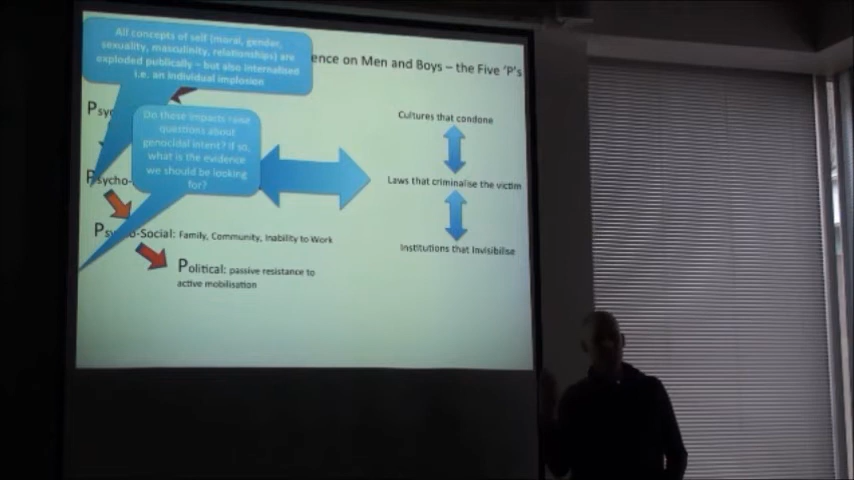 All concepts of self (moral, gender,
sexuality, masculinity, relationships) are
exploded publically – but also internalised
i.e. an individual implosion
ence on Men and Boys – the Five 'P's
Psyc
Do these impacts raise
questions about
genocidal intent? If so,
what is the evidence
we should be looking
for?
Cultures that condone
Psycho-
Laws that criminalise the victim
-Social: Family, Community, Inability to Work
Institutions that Invisibilise
Political: passive resistance to
active mobilisation